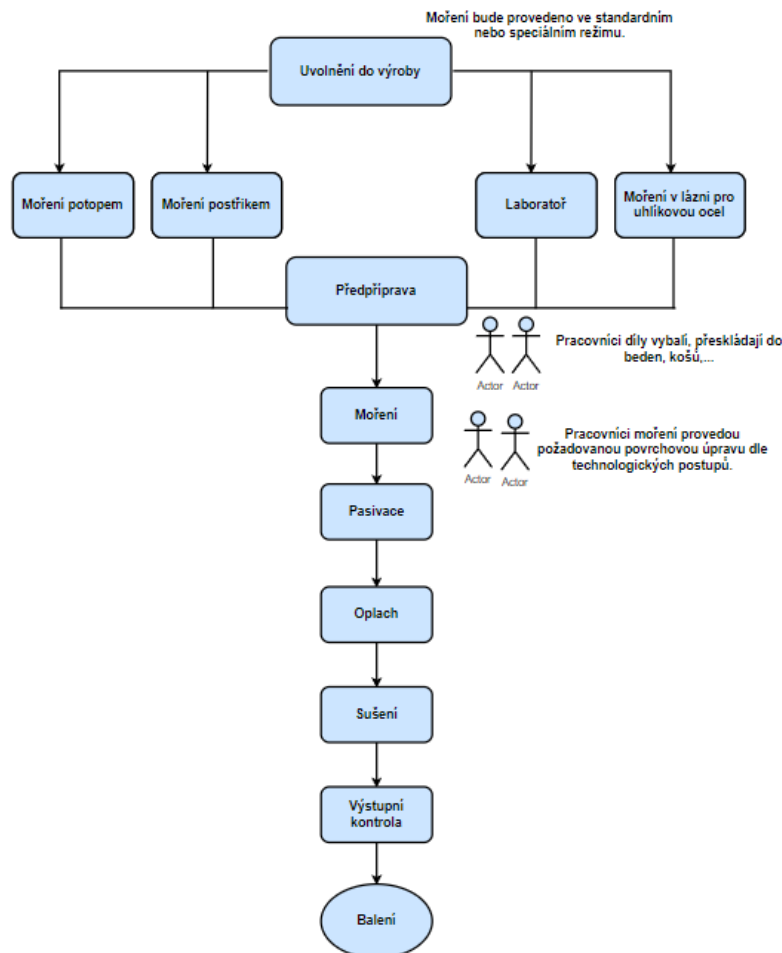 Moření bude provedeno ve standardním
nebo speciálním režimu.
Uvolnění do výroby
Moření potopem
Moření postřikem
Laboratoř
Moření v lázni pro
uhlíkovou ocel
Předpříprava
Pracovníci díly vybalí, přeskládají do
beden, košů,...
Actor
Actor
Moření
Pracovníci moření provedou
požadovanou povrchovou úpravu dle
technologických postupů.
Actor
Actor
Pasivace
Oplach
Sušení
Výstupní
kontrola
Balení